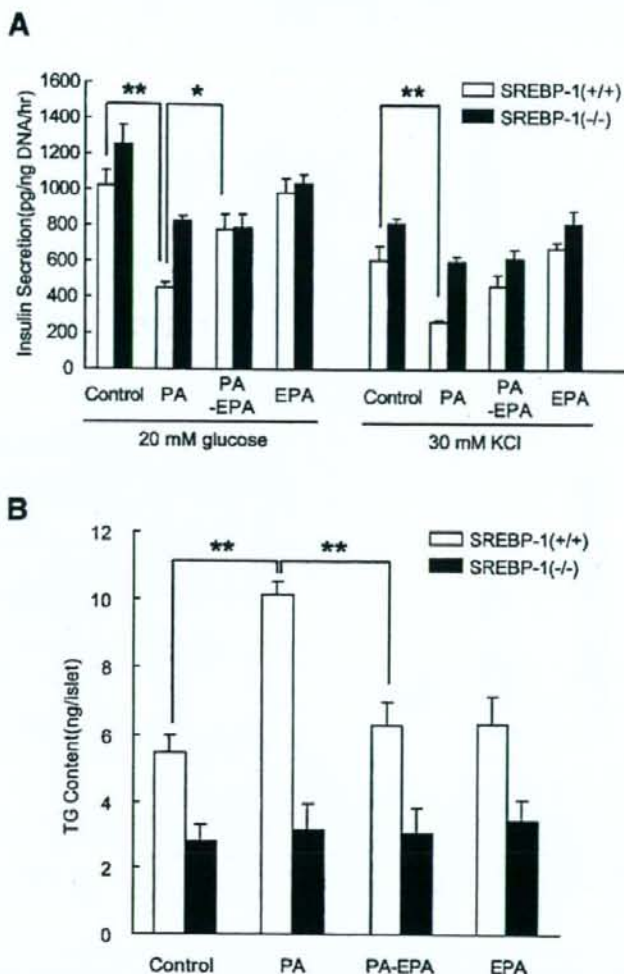 A
Insulin Secretion(pg/ng DNA/hr)
1600
1400
1200
1000
800
600
400
200
0
** * **
SREBP-1(+/+)
SREBP-1(-/-)
Control PA PA-EPA EPA Control PA PA-EPA EPA
20 mM glucose 30 mM KCl
B
TG Content(ng/islet)
12
10
8
6
4
2
0
** **
SREBP-1(+/+)
SREBP-1(-/-)
Control PA PA-EPA EPA